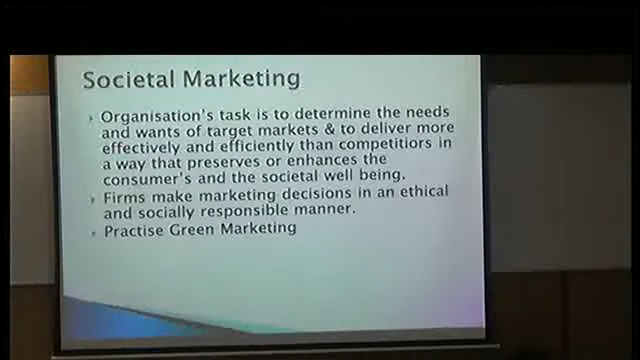 Societal Marketing
Organisation's task is to determine the needs
and wants of target markets & to deliver more
effectively and efficiently than competitiors in
a way that preserves or enhances the
consumer's and the societal well being.
Firms make marketing decisions in an ethical
and socially responsible manner.
Practise Green Marketing